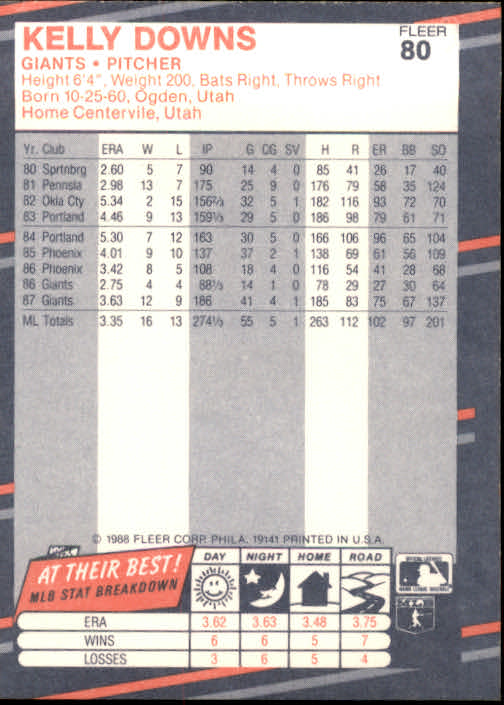 KELLY DOWNS
FLEER
80
GIANTS • PITCHER
Height 6'4", Weight 200, Bats Right, Throws Right
Born 10-25-60, Ogden, Utah
Home Centervile, Utah
Yr. Club ERA W L IP G CG SV H R ER BB SO
80 Sprtnbrg 2.60 5 7 90 14 4 0 85 41 26 17 40
81 Pennsla 2.98 13 7 175 25 9 0 176 79 58 35 124
82 Okla Cty 5.34 2 15 156⅔ 32 5 1 182 116 93 72 70
83 Portland 4.46 9 13 159⅓ 29 5 0 186 98 79 61 71
84 Portland 5.30 7 12 163 30 5 0 166 106 96 65 104
85 Phoenix 4.01 9 10 137 37 2 1 138 69 61 56 109
86 Phoenix 3.42 8 5 108 18 4 0 116 54 41 28 68
86 Giants 2.75 4 4 88⅓ 14 1 0 78 29 27 30 64
87 Giants 3.63 12 9 186 41 4 1 185 83 75 67 137
ML Totals 3.35 16 13 274⅓ 55 5 1 263 112 102 97 201
© 1988 FLEER CORP. PHILA. 19141 PRINTED IN U.S.A.
AT THEIR BEST!
MLB STAT BREAKDOWN
DAY NIGHT HOME ROAD
ERA 3.62 3.63 3.48 3.75
WINS 6 6 5 7
LOSSES 3 6 5 4